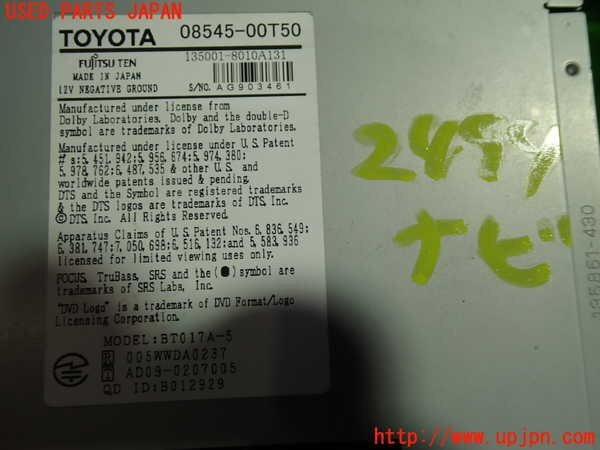 USED PARTS JAPAN
TOYOTA 08545-00T50
135001-8010A131
FUJITSU TEN
MADE IN JAPAN
12V NEGATIVE GROUND
S/NO. AG903461
Manufactured under license from
Dolby Laboratories. Dolby and the double-D
symbol are trademarks of Dolby Laboratories.
Manufactured under license under U.S. Patent
#'s:5,451,942;5,956,674;5,974,380;
5,978,762;6,487,535 & other U.S. and
worldwide patents issued & pending.
DTS and the Symbol are registered trademarks
& the DTS logos are trademarks of DTS, Inc.
©DTS, Inc. All Rights Reserved.
Apparatus Claims of U.S. Patent Nos. 6,836,549;
6,381,747;7,050,698;6,516,132;and 5,583,936
licensed for limited viewing uses only.
FOCUS, TruBass, SRS and the (●) symbol are
trademarks of SRS Labs, Inc.
"DVD Logo" is a trademark of DVD Format/Logo
Licensing Corporation.
MODEL:BT017A-5
R 005WWDA0237
T AD09-0207005
QD ID:B012929
ナビ
135861-430
http://www.upjpn.com/